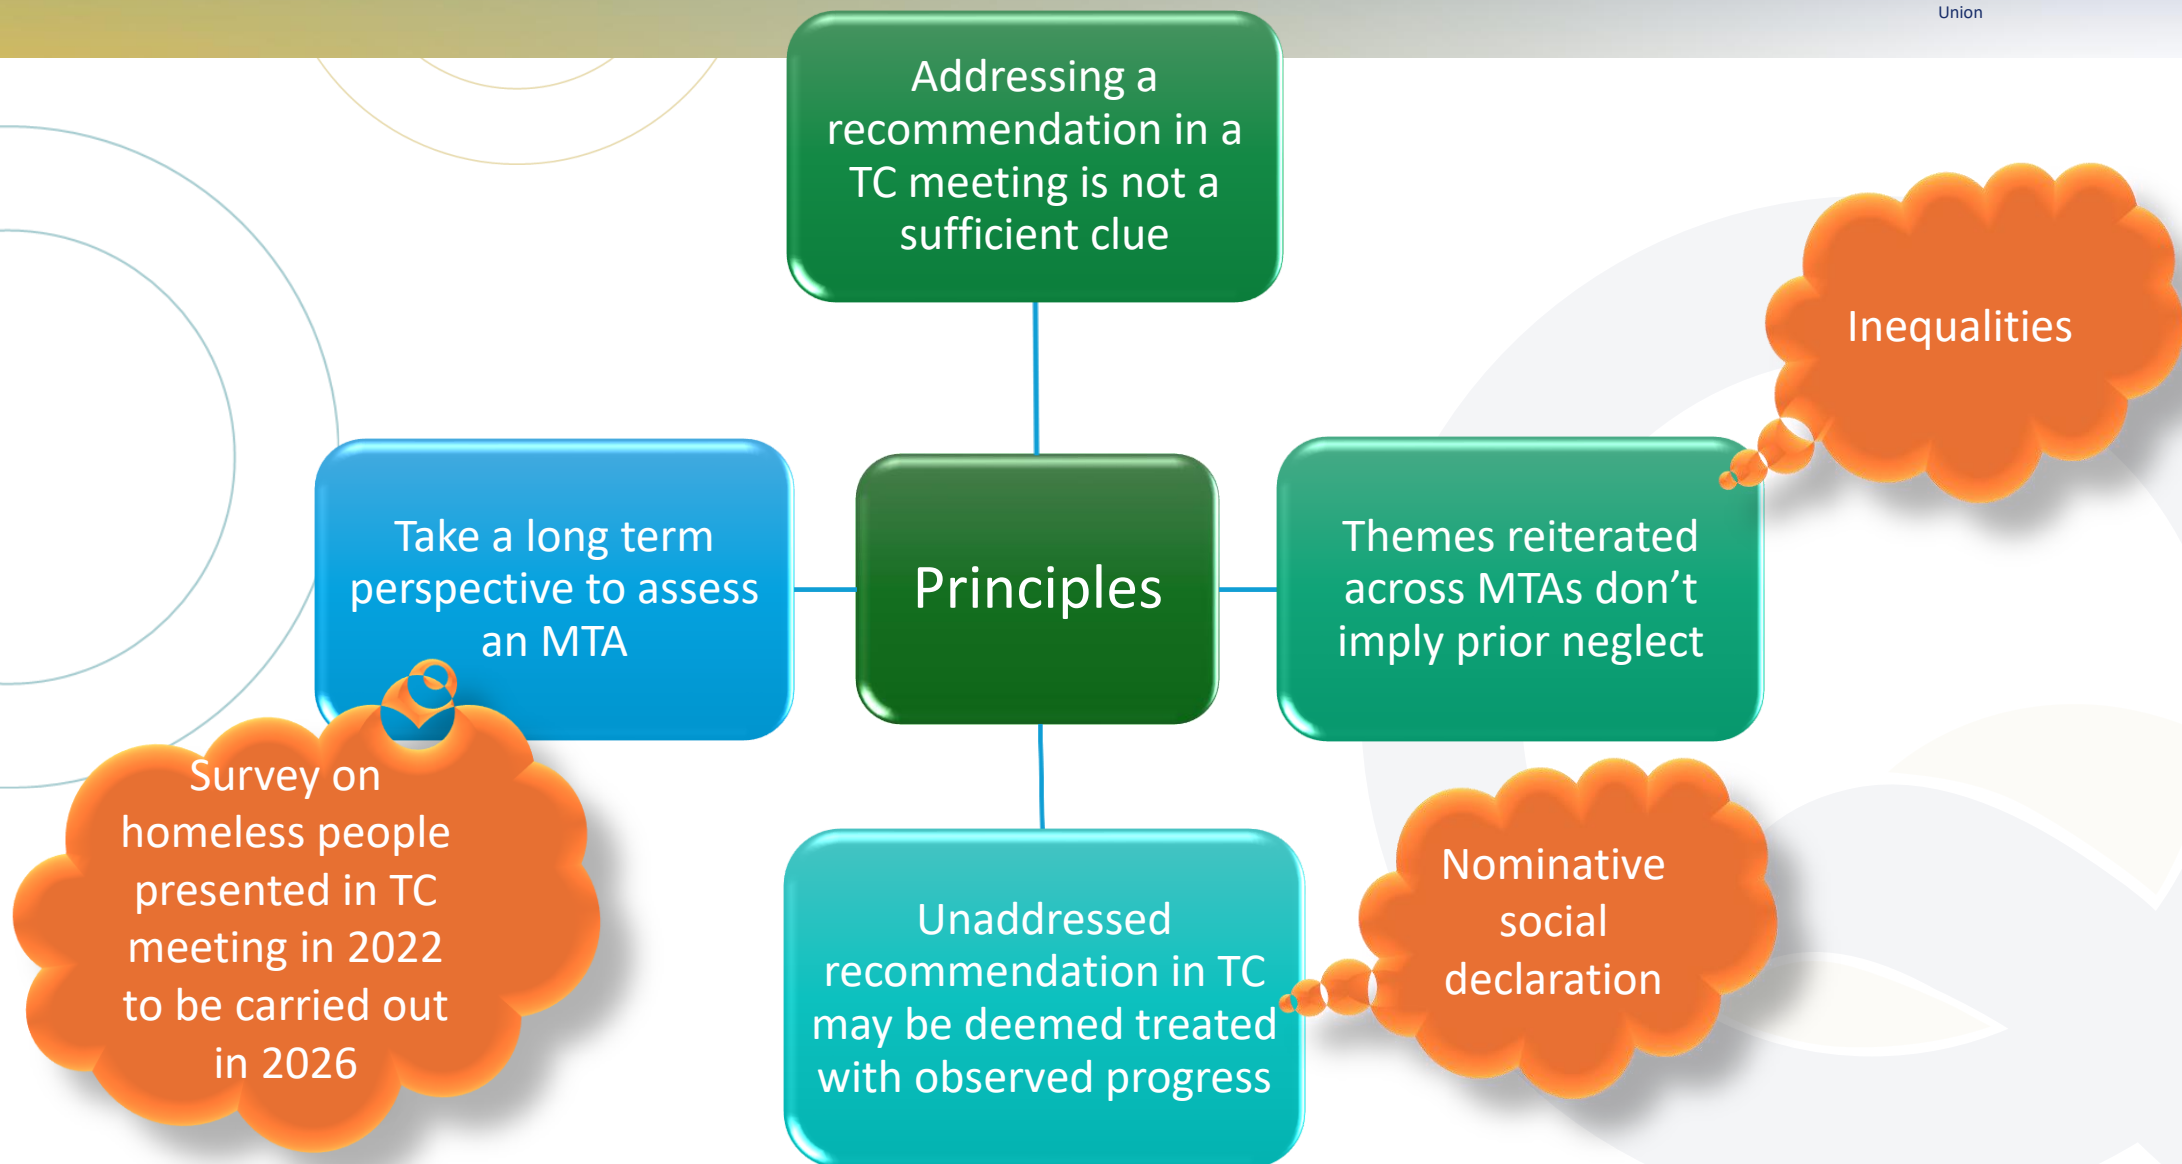 Union
Addressing a
recommendation in a
TC meeting is not a
sufficient clue
Inequalities
Take a long term
perspective to assess
an MTA
Principles
Themes reiterated
across MTAs don’t
imply prior neglect
Survey on
homeless people
presented in TC
meeting in 2022
to be carried out
in 2026
Unaddressed
recommendation in TC
may be deemed treated
with observed progress
Nominative
social
declaration